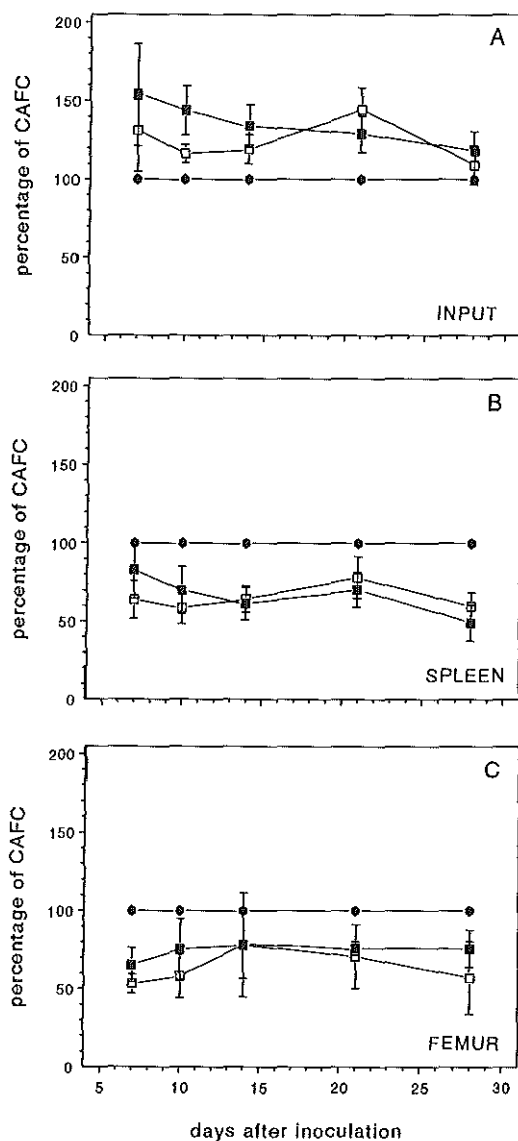 A
percentage of CAFC
200
150
100
50
0
INPUT
B
percentage of CAFC
200
150
100
50
0
SPLEEN
C
percentage of CAFC
200
150
100
50
0
FEMUR
5 10 15 20 25 30
days after inoculation